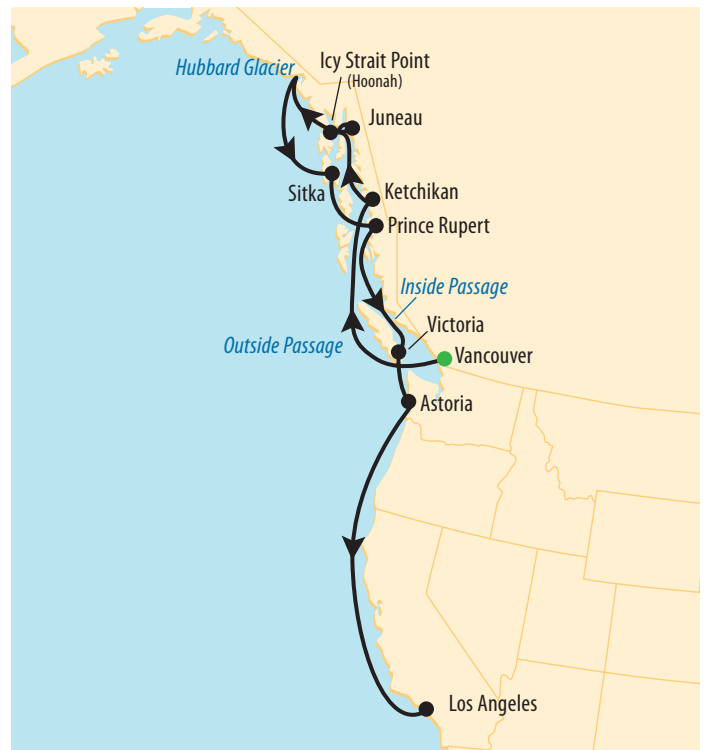 Icy Strait Point
(Hoonah)
Hubbard Glacier
Juneau
Sitka
Ketchikan
Prince Rupert
Inside Passage
Victoria
Outside Passage
Vancouver
Astoria
Los Angeles